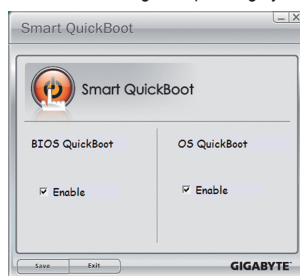 Smart QuickBoot
Smart QuickBoot
BIOS QuickBoot
OS QuickBoot
Enable
Enable
Save
Exit
GIGABYTE